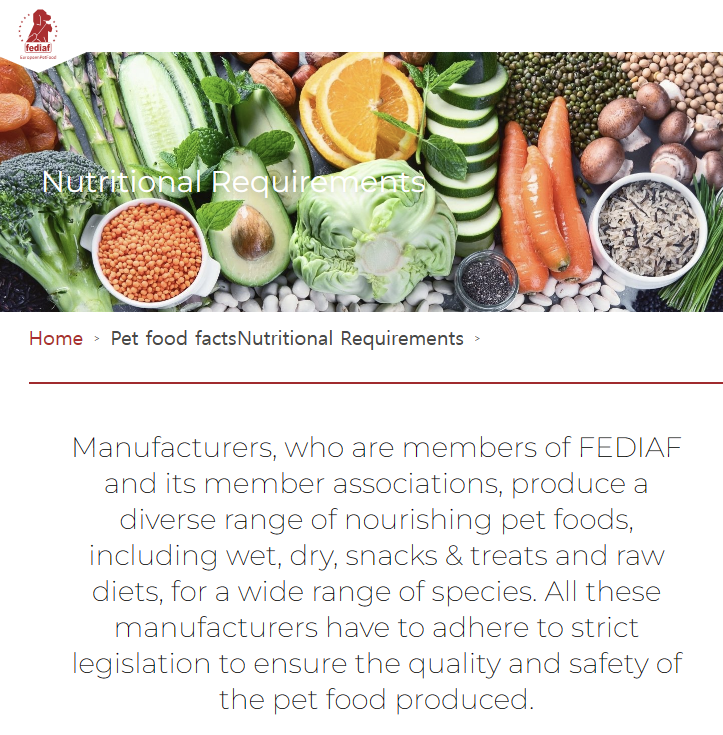 fediaf
European Pet Food
Nutritional Requirements
Home > Pet food factsNutritional Requirements >
Manufacturers, who are members of FEDIAF
and its member associations, produce a
diverse range of nourishing pet foods,
including wet, dry, snacks & treats and raw
diets, for a wide range of species. All these
manufacturers have to adhere to strict
legislation to ensure the quality and safety of
the pet food produced.